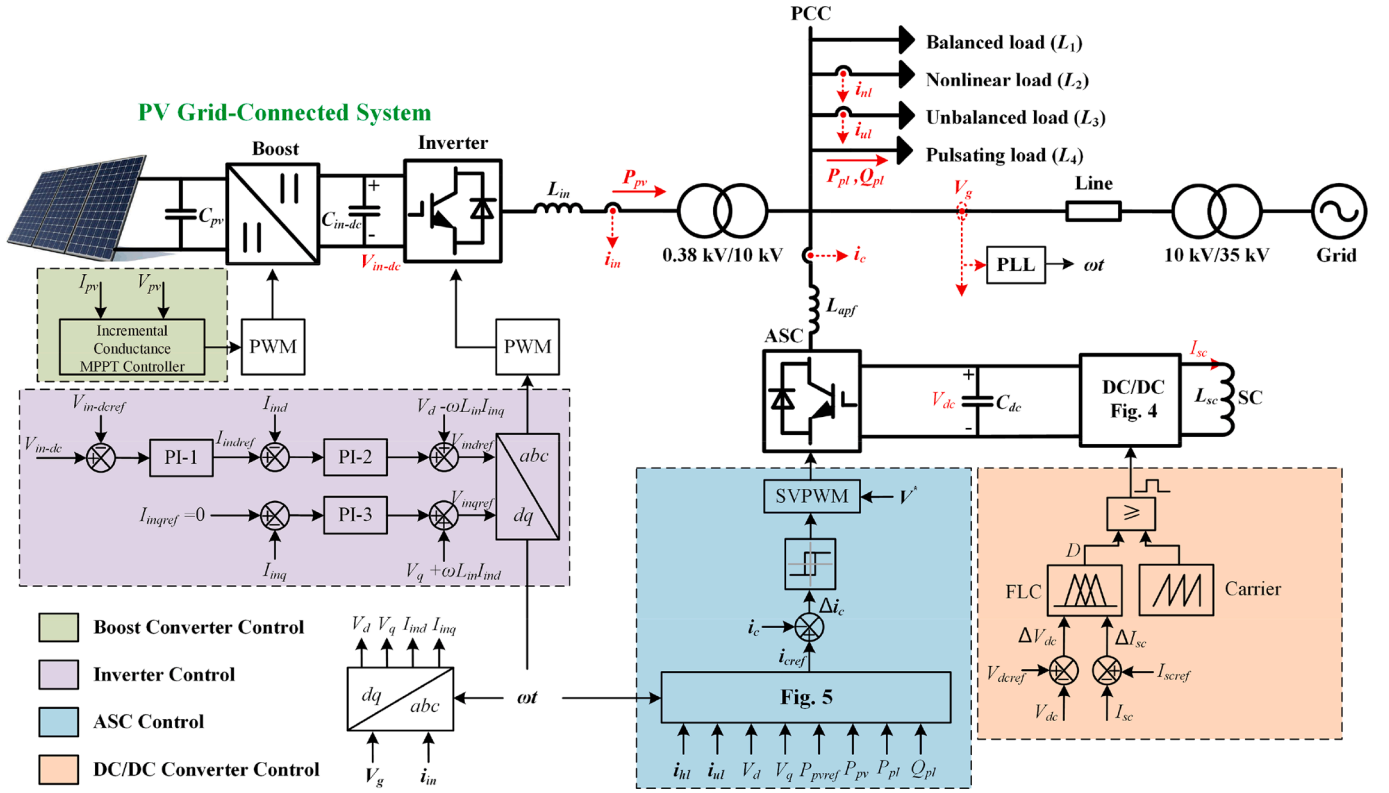 PCC
Balanced load (L1)
Nonlinear load (L2)
inl
Unbalanced load (L3)
iul
Pulsating load (L4)
Ppl ,Qpl
PV Grid-Connected System
Boost
Inverter
Cpv
Cin-dc
+
-
Vin-dc
Lin
Ppv
iin
0.38 kV/10 kV
Vg
Line
10 kV/35 kV
Grid
PLL
ωt
ic
Lapf
ASC
Vdc
+
-
Cdc
DC/DC
Fig. 4
Isc
Lsc
SC
Ipv
Vpv
Incremental
Conductance
MPPT Controller
PWM
PWM
Vin-dcref
Vin-dc
PI-1
Iindref
Iind
PI-2
Vd -ωLinIinq
Vindref
abc
dq
Iinqref =0
PI-3
Iinq
Vinqref
Vq +ωLinIind
SVPWM
V*
Δic
ic
icref
Fig. 5
ihl
iul
Vd
Vq
Ppvref
Ppv
Ppl
Qpl
≥
D
FLC
Carrier
ΔVdc
ΔIsc
Vdcref
Iscref
Vdc
Isc
Boost Converter Control
Inverter Control
ASC Control
DC/DC Converter Control
Vd
Vq
Iind
Iinq
dq
abc
ωt
Vg
iin